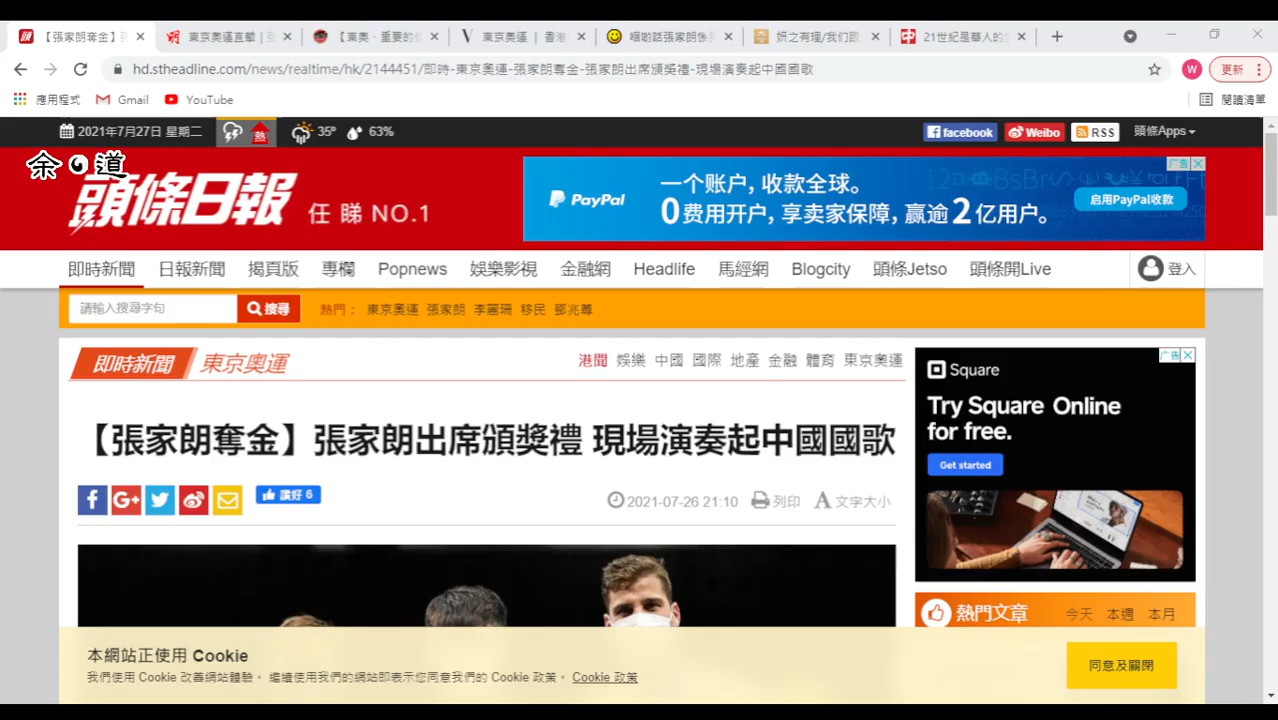 【張家朗奪金】
東京奧運直擊
【東奧‧重要的
東京奧運 | 香港
嗰啲話張家朗係
妍之有理/我們跟
21世紀是華人的
hd.stheadline.com/news/realtime/hk/2144451/即時-東京奧運-張家朗奪金-張家朗出席頒獎禮-現場演奏起中國國歌
W
更新
應用程式
Gmail
YouTube
閱讀清單
2021年7月27日 星期二
熱
35°
63%
facebook
Weibo
RSS
頭條Apps
余 道
頭條日報
任 睇 NO.1
广告
PayPal
一个账户, 收款全球。
0费用开户, 享卖家保障, 赢逾2亿用户。
启用PayPal收款
即時新聞 日報新聞 揭頁版 專欄 Popnews 娛樂影視 金融網 Headlife 馬經網 Blogcity 頭條Jetso 頭條開Live
登入
請輸入搜尋字句
搜尋
熱門： 東京奧運 張家朗 李麗珊 移民 鄧兆尊
即時新聞 東京奧運
港聞 娛樂 中國 國際 地產 金融 體育 東京奧運
【張家朗奪金】張家朗出席頒獎禮 現場演奏起中國國歌
讚好 6
2021-07-26 21:10
列印
文字大小
广告
Square
Try Square Online
for free.
Get started
熱門文章
今天 本週 本月
本網站正使用 Cookie
我們使用 Cookie 改善網站體驗。 繼續使用我們的網站即表示您同意我們的 Cookie 政策。 Cookie 政策
同意及關閉